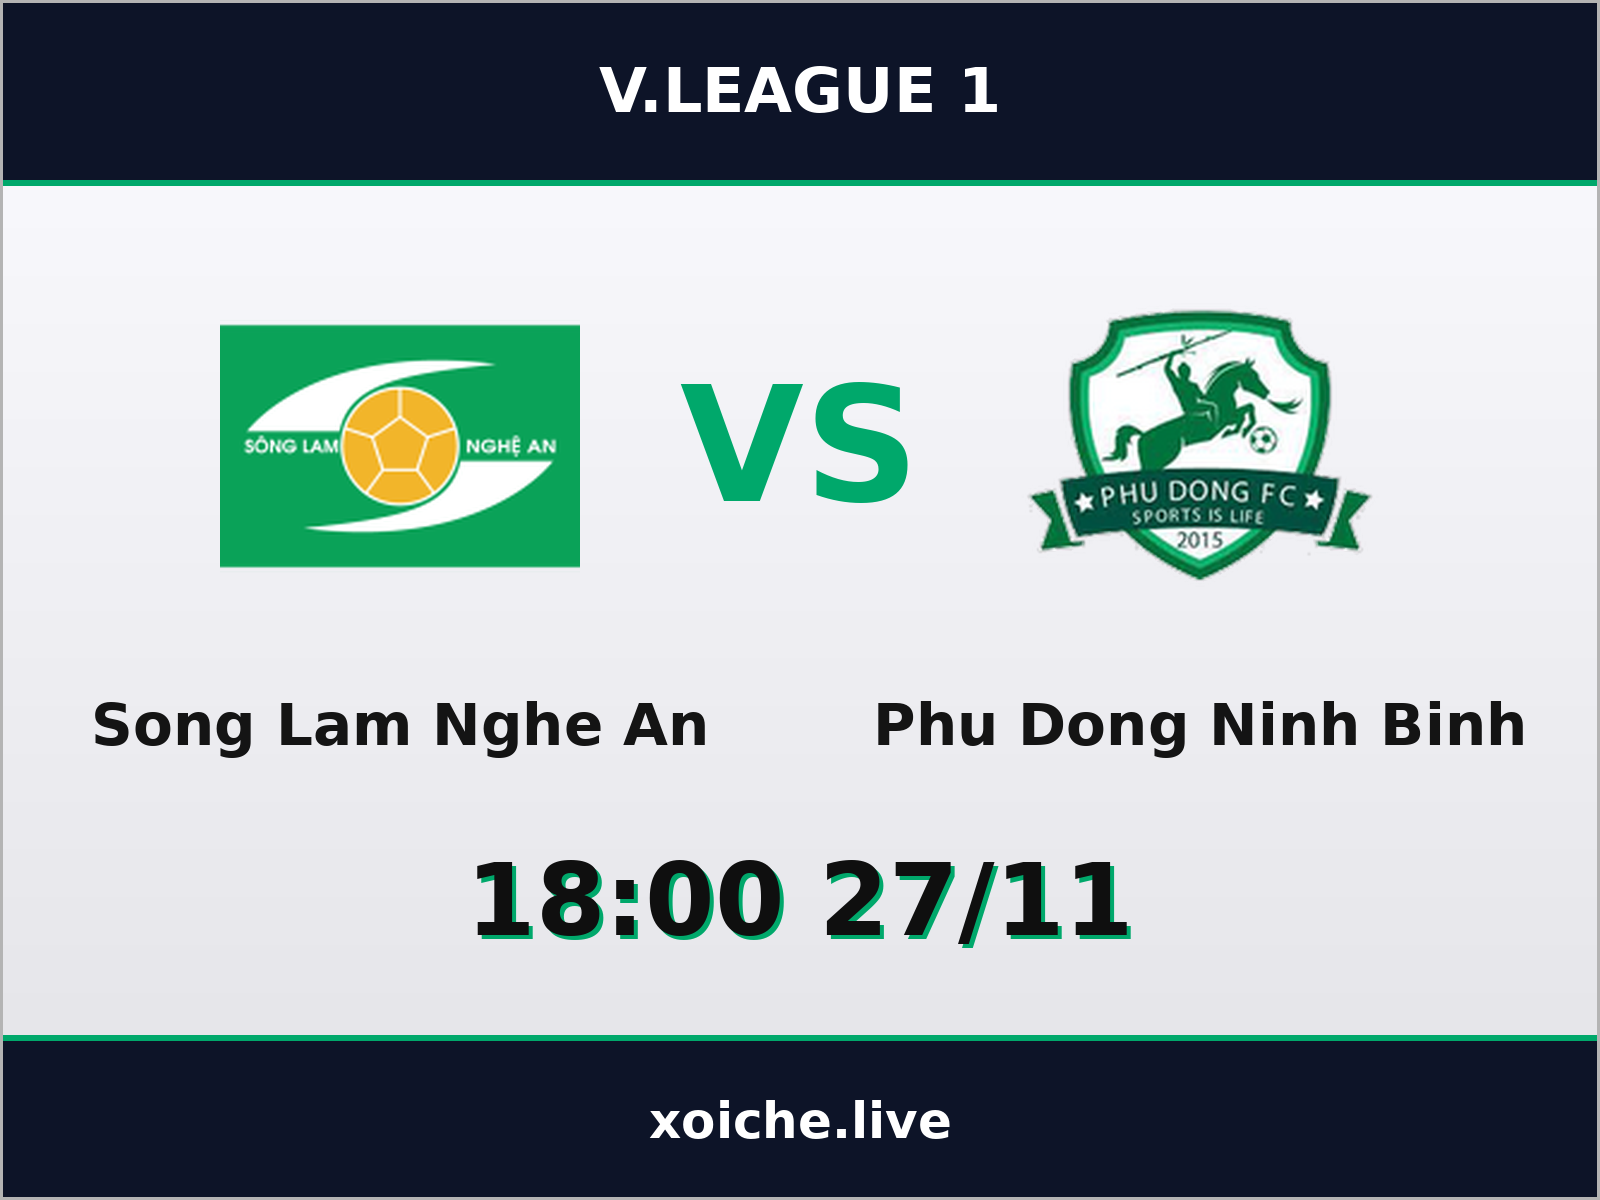 V.LEAGUE 1
SÔNG LAM NGHỆ AN
VS
PHU DONG FC
SPORTS IS LIFE
2015
Song Lam Nghe An
Phu Dong Ninh Binh
18:00 27/11
xoiche.live